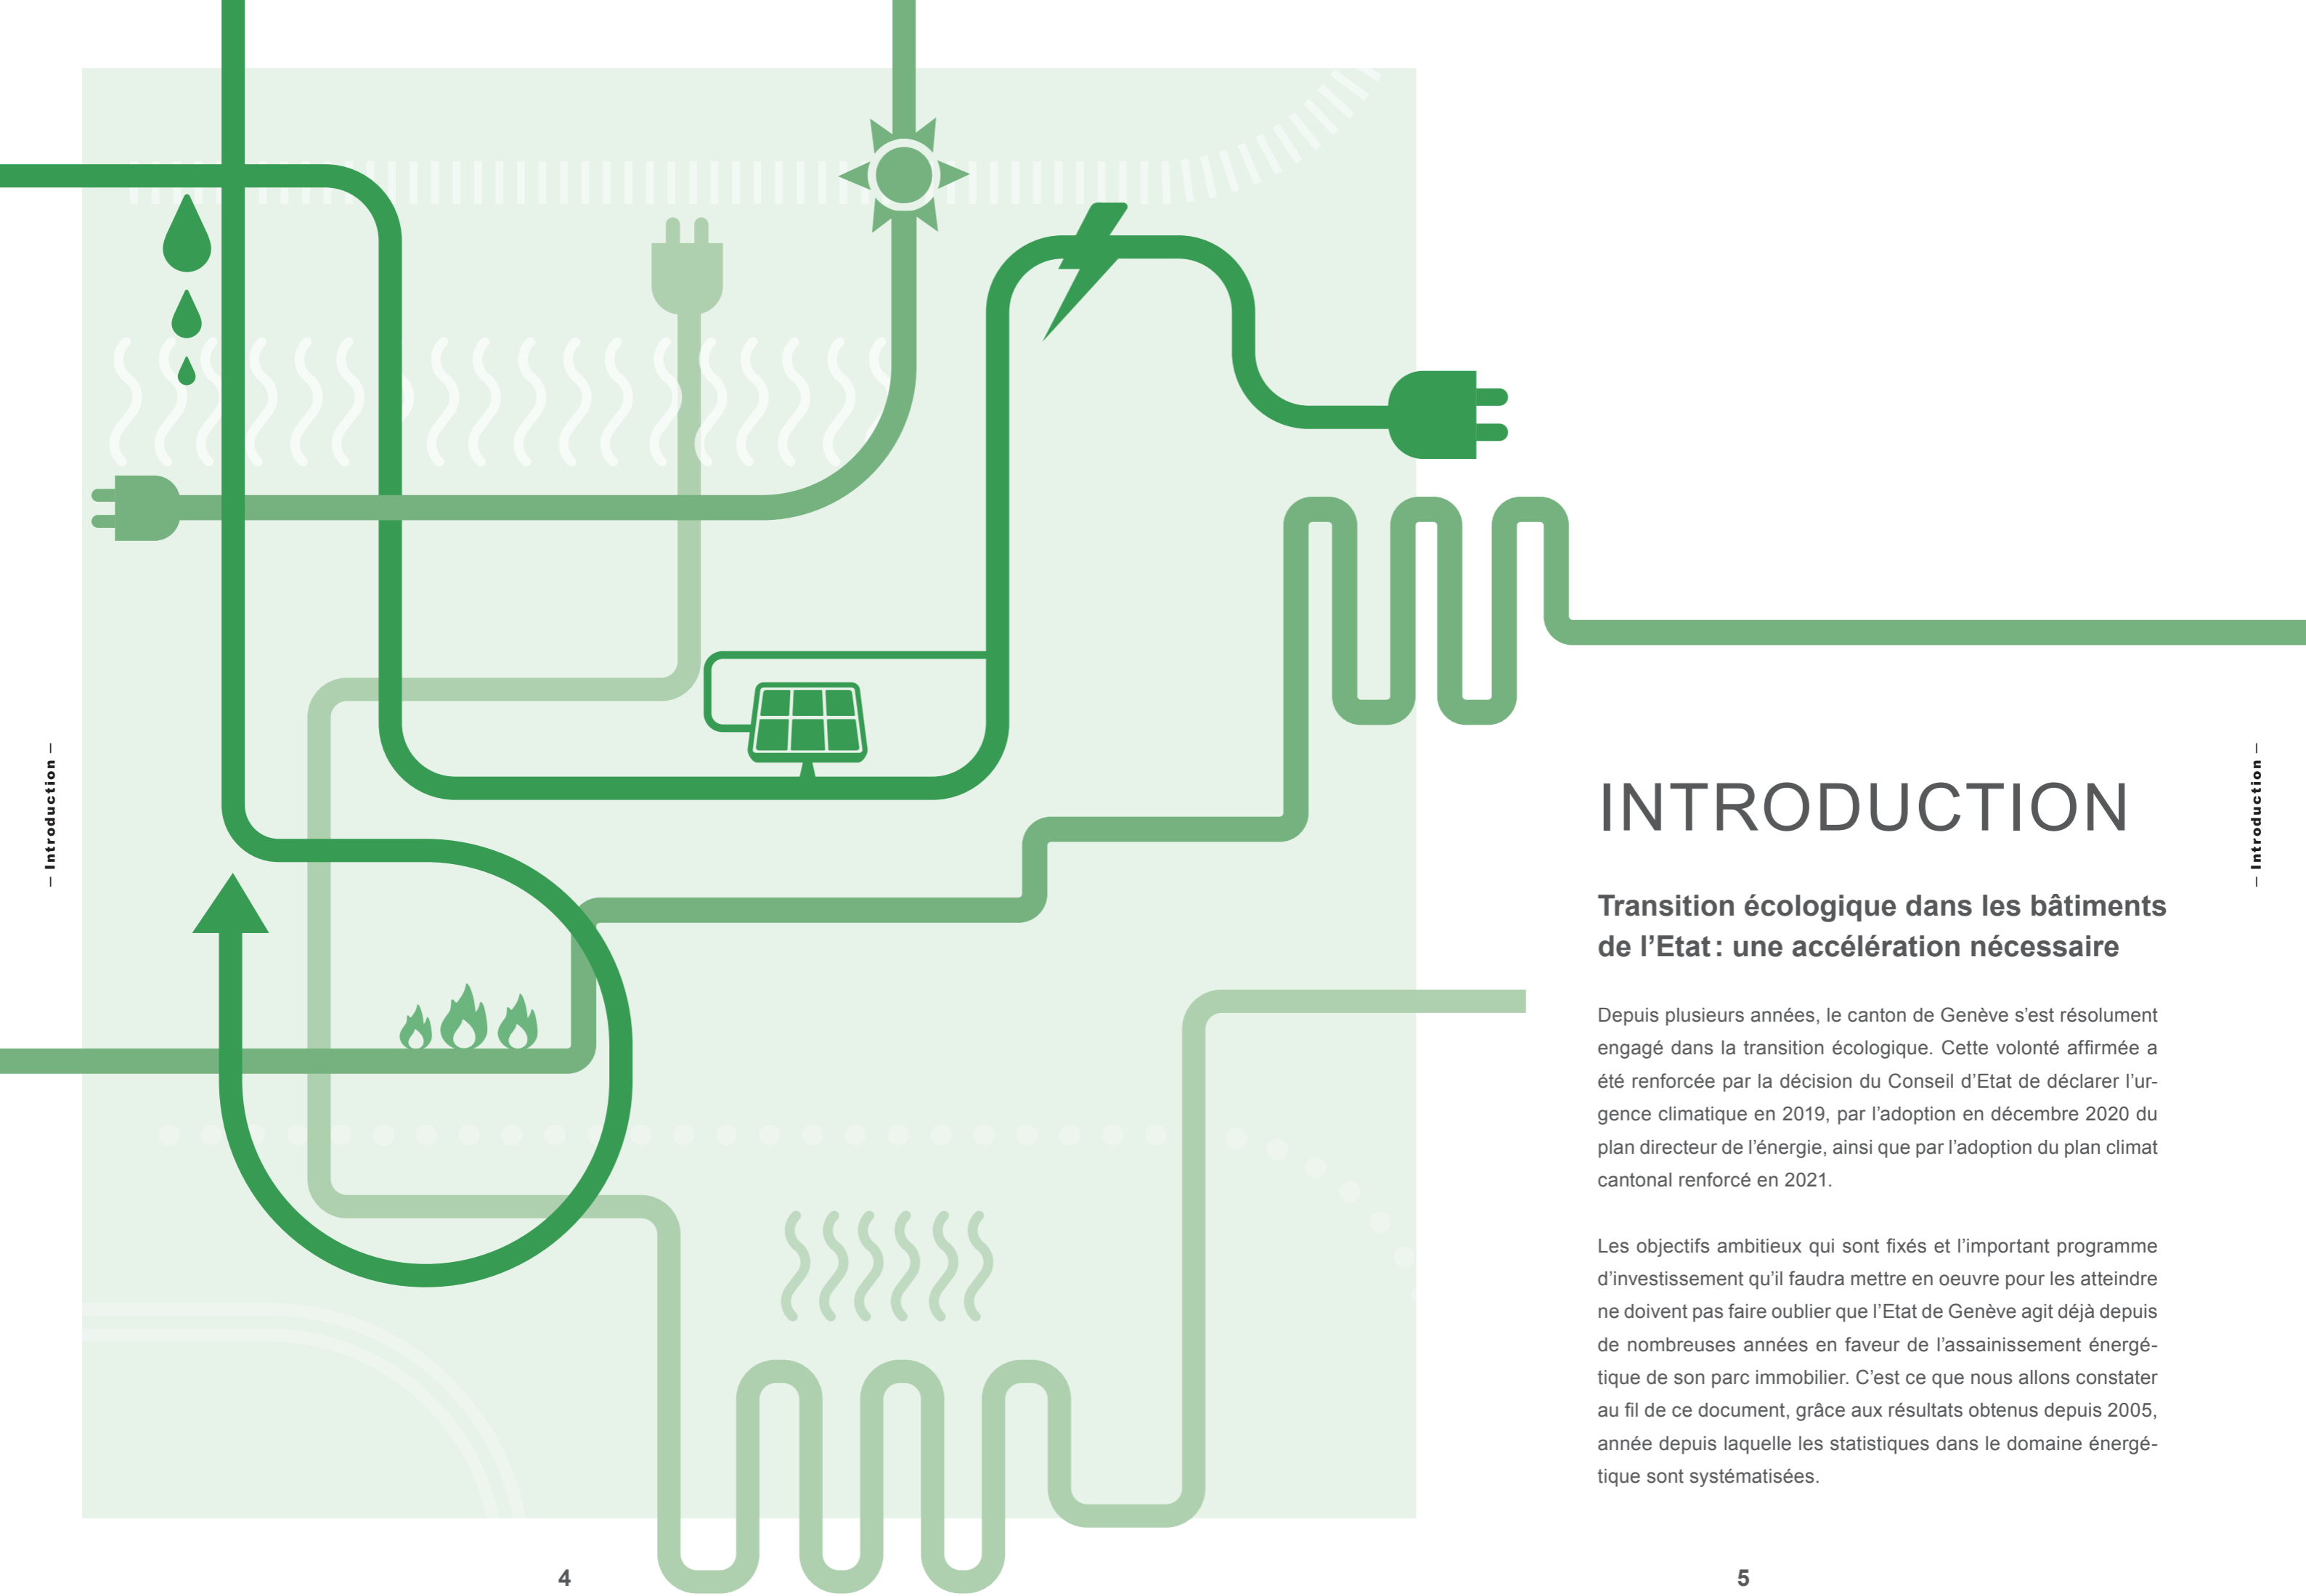 – Introduction –
4
INTRODUCTION
Transition écologique dans les bâtiments
de l’Etat : une accélération nécessaire
Depuis plusieurs années, le canton de Genève s’est résolument
engagé dans la transition écologique. Cette volonté affirmée a
été renforcée par la décision du Conseil d’Etat de déclarer l’ur-
gence climatique en 2019, par l’adoption en décembre 2020 du
plan directeur de l’énergie, ainsi que par l’adoption du plan climat
cantonal renforcé en 2021.
Les objectifs ambitieux qui sont fixés et l’important programme
d’investissement qu’il faudra mettre en oeuvre pour les atteindre
ne doivent pas faire oublier que l’Etat de Genève agit déjà depuis
de nombreuses années en faveur de l’assainissement énergé-
tique de son parc immobilier. C’est ce que nous allons constater
au fil de ce document, grâce aux résultats obtenus depuis 2005,
année depuis laquelle les statistiques dans le domaine énergé-
tique sont systématisées.
– Introduction –
5